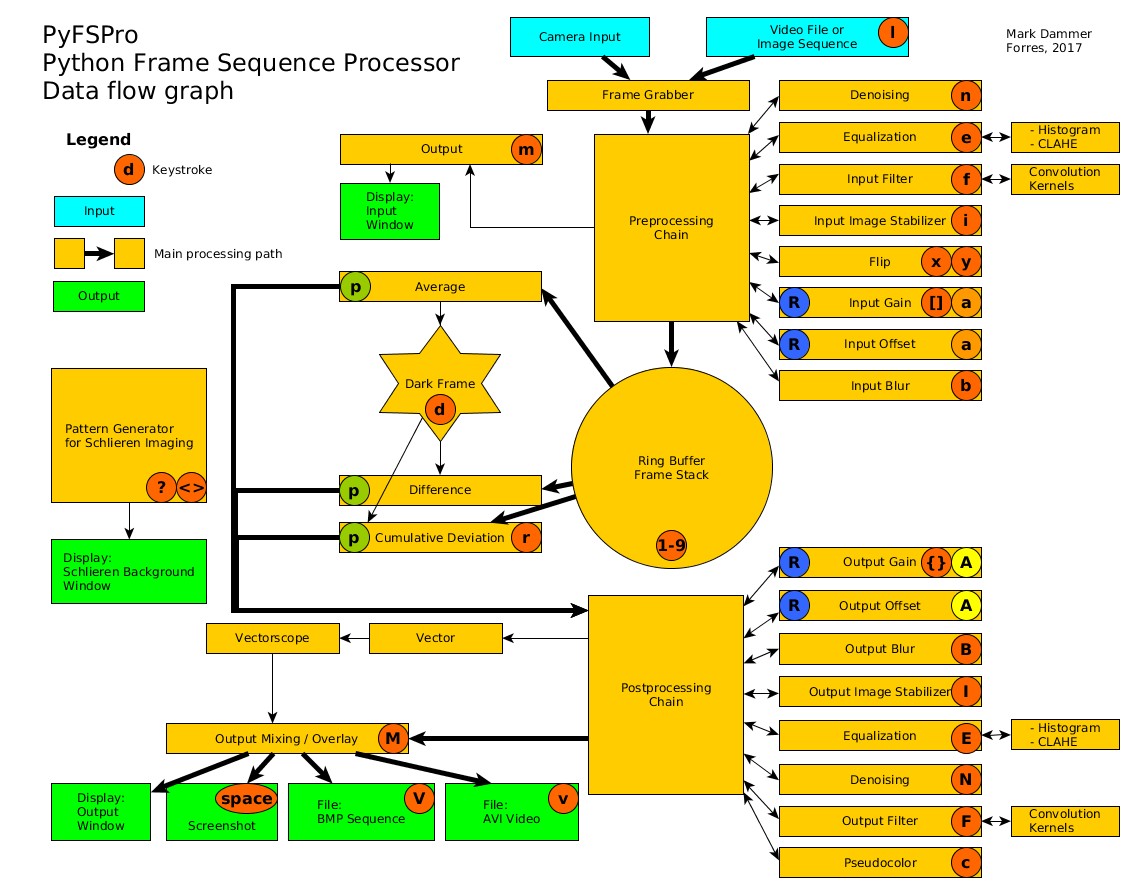 PyFSPro
Python Frame Sequence Processor
Data flow graph
Camera Input
Video File or
Image Sequence
I
Mark Dammer
Forres, 2017
Frame Grabber
Legend
d
Keystroke
Input
Main processing path
Output
Output
m
Display:
Input
Window
Preprocessing
Chain
Denoising
n
Equalization
e
- Histogram
- CLAHE
Input Filter
f
Convolution
Kernels
Input Image Stabilizer
i
Flip
x
y
R
Input Gain
[]
a
R
Input Offset
a
Input Blur
b
p
Average
Dark Frame
d
p
Difference
p
Cumulative Deviation
r
Ring Buffer
Frame Stack
1-9
Pattern Generator
for Schlieren Imaging
?
<>
Display:
Schlieren Background
Window
Vectorscope
Vector
Postprocessing
Chain
R
Output Gain
{}
A
R
Output Offset
A
Output Blur
B
Output Image Stabilizer
I
Equalization
E
- Histogram
- CLAHE
Denoising
N
Output Filter
F
Convolution
Kernels
Pseudocolor
c
Output Mixing / Overlay
M
Display:
Output
Window
space
Screenshot
File:
BMP Sequence
V
File:
AVI Video
v